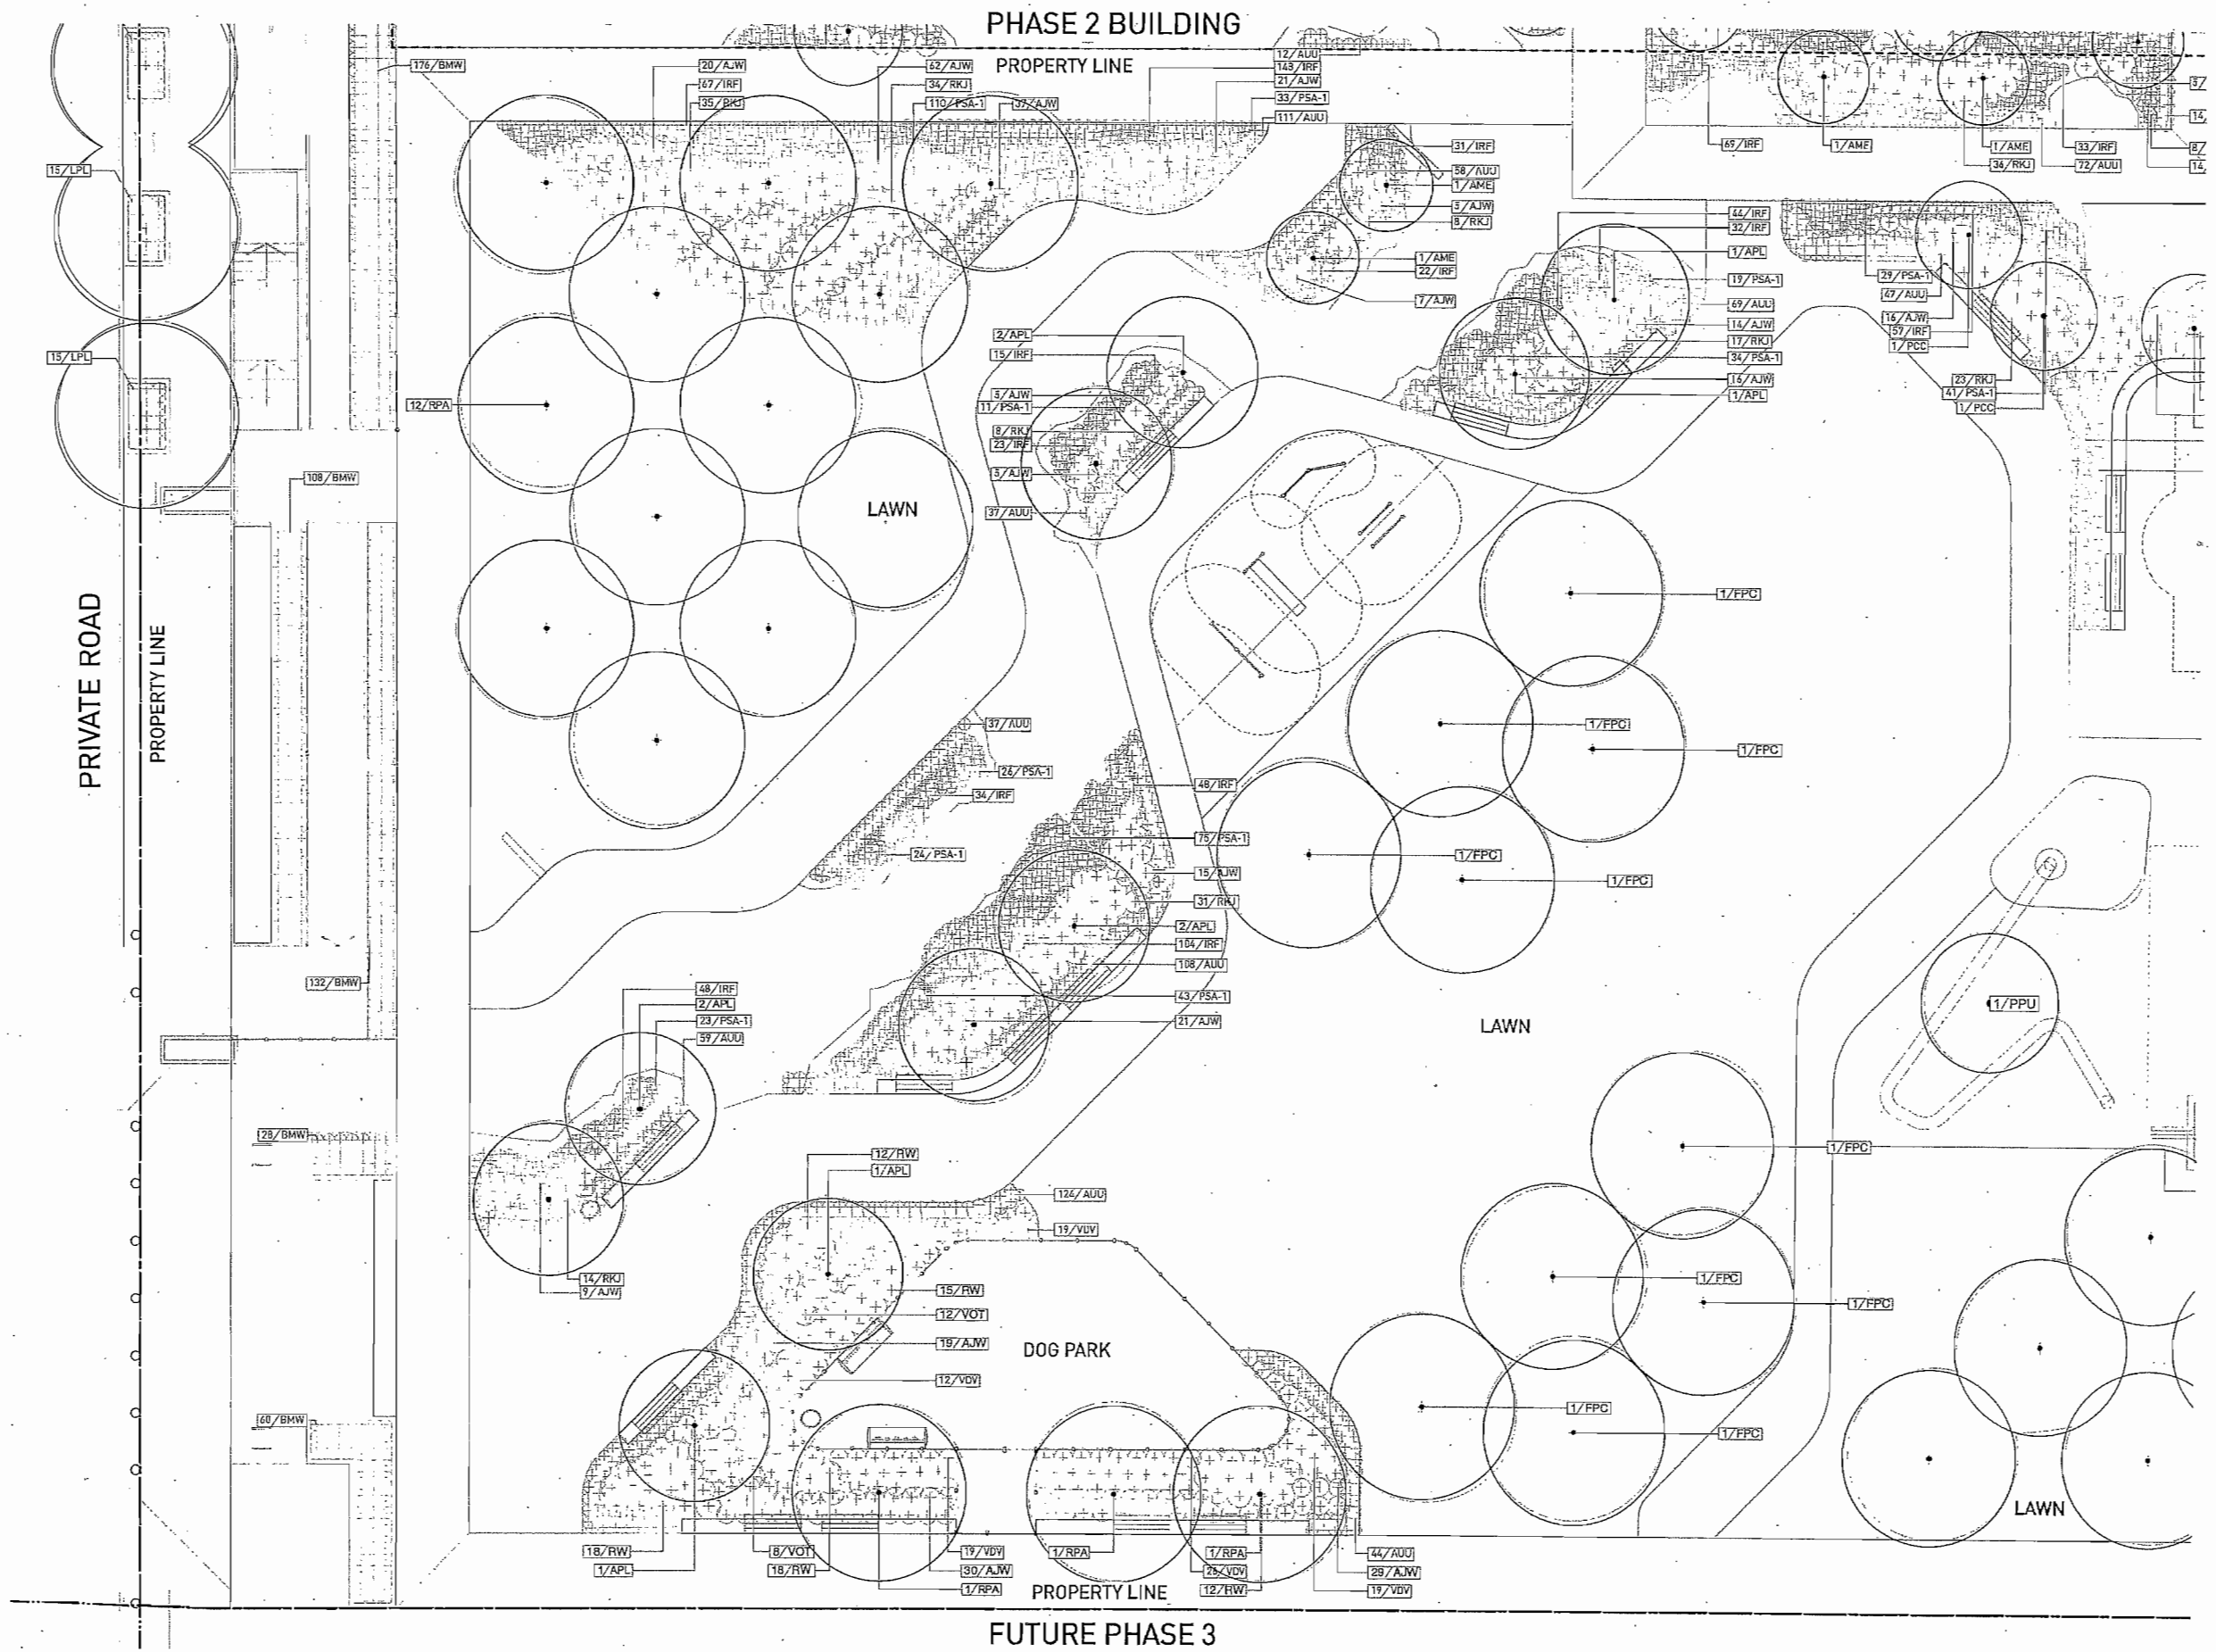 PHASE 2 BUILDING
PROPERTY LINE
176/BMW
20/AJW
67/IRF
35/RKJ
62/AJW
34/RKJ
110/PSA-1
37/AJW
12/AUU
143/IRF
21/AJW
33/PSA-1
111/AUU
31/IRF
58/AUU
1/AME
5/AJW
8/RKJ
69/IRF
1/AME
1/AME
36/RKJ
33/IRF
72/AUU
15/LPL
1/AME
22/IRF
7/AJW
44/IRF
32/IRF
1/APL
19/PSA-1
69/AUU
14/AJW
17/RKJ
34/PSA-1
16/AJW
1/APL
29/PSA-1
47/AUU
16/AJW
57/IRF
1/PCC
23/RKJ
41/PSA-1
1/PCC
15/LPL
12/RPA
2/APL
15/IRF
5/AJW
11/PSA-1
8/RKJ
23/IRF
5/AJW
37/AUU
108/BMW
LAWN
1/FPC
1/FPC
1/FPC
1/FPC
1/FPC
PRIVATE ROAD
PROPERTY LINE
37/AUU
26/PSA-1
34/IRF
24/PSA-1
48/IRF
75/PSA-1
15/AJW
31/RKJ
2/APL
104/IRF
108/AUU
43/PSA-1
21/AJW
132/BMW
48/IRF
2/APL
23/PSA-1
59/AUU
LAWN
1/PPU
28/BMW
12/RW
1/APL
124/AUU
19/VDV
1/FPC
14/RKJ
9/AJW
15/RW
12/VOT
19/AJW
12/VDV
DOG PARK
1/FPC
1/FPC
1/FPC
1/FPC
60/BMW
LAWN
18/RW
1/APL
8/VOT
18/RW
19/VDV
30/AJW
1/RPA
1/RPA
1/RPA
26/VDV
12/RW
44/AUU
29/AJW
19/VDV
PROPERTY LINE
FUTURE PHASE 3